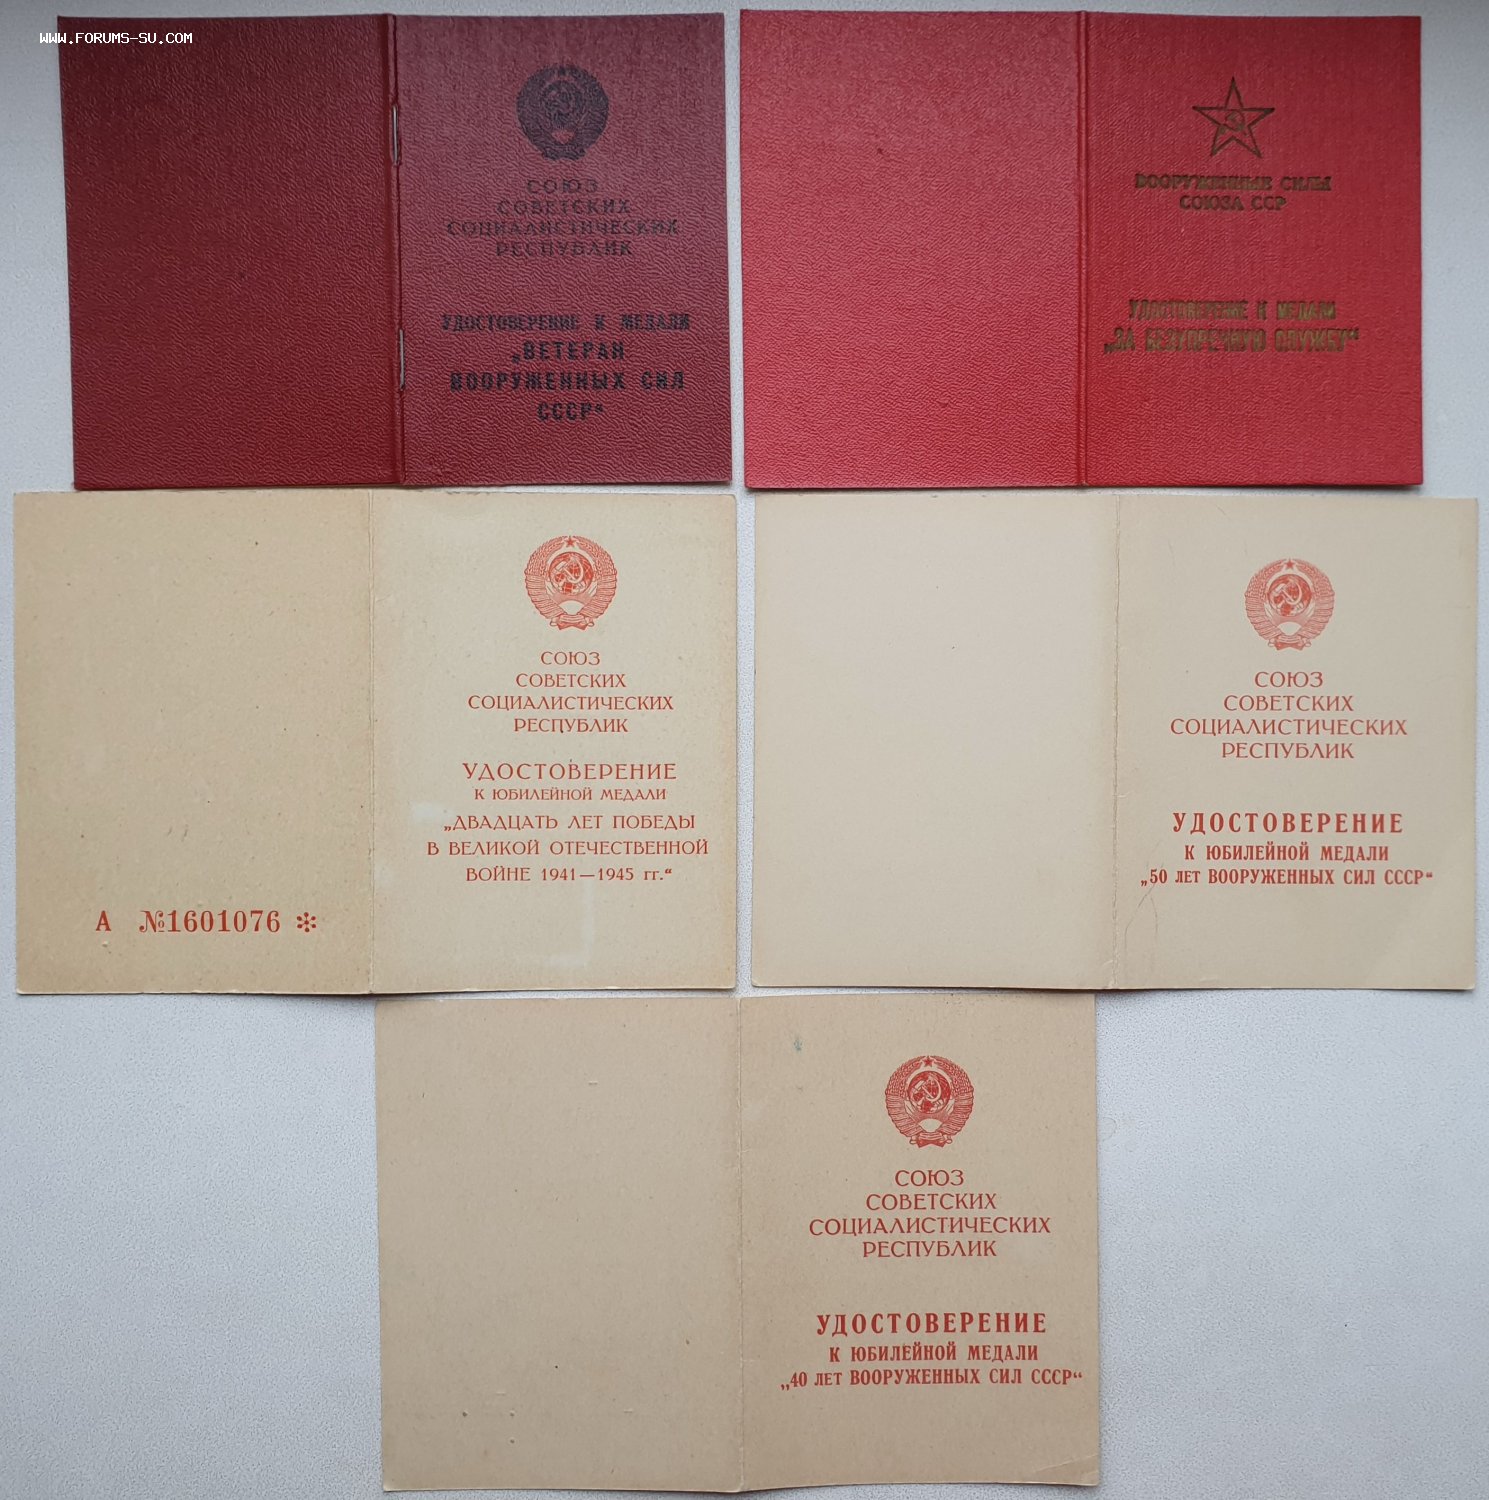 WWW.FORUMS-SU.COM
СОЮЗ
СОВЕТСКИХ
СОЦИАЛИСТИЧЕСКИХ
РЕСПУБЛИК
УДОСТОВЕРЕНИЕ К МЕДАЛИ
„ВЕТЕРАН
ВООРУЖЕННЫХ СИЛ
СССР“
ВООРУЖЕННЫЕ СИЛЫ
СОЮЗА ССР
УДОСТОВЕРЕНИЕ К МЕДАЛИ
„ЗА БЕЗУПРЕЧНУЮ СЛУЖБУ“
СОЮЗ
СОВЕТСКИХ
СОЦИАЛИСТИЧЕСКИХ
РЕСПУБЛИК
УДОСТОВЕРЕНИЕ
К ЮБИЛЕЙНОЙ МЕДАЛИ
„ДВАДЦАТЬ ЛЕТ ПОБЕДЫ
В ВЕЛИКОЙ ОТЕЧЕСТВЕННОЙ
ВОЙНЕ 1941—1945 гг.“
А №1601076 ✻
СОЮЗ
СОВЕТСКИХ
СОЦИАЛИСТИЧЕСКИХ
РЕСПУБЛИК
УДОСТОВЕРЕНИЕ
К ЮБИЛЕЙНОЙ МЕДАЛИ
„50 ЛЕТ ВООРУЖЕННЫХ СИЛ СССР“
СОЮЗ
СОВЕТСКИХ
СОЦИАЛИСТИЧЕСКИХ
РЕСПУБЛИК
УДОСТОВЕРЕНИЕ
К ЮБИЛЕЙНОЙ МЕДАЛИ
„40 ЛЕТ ВООРУЖЕННЫХ СИЛ СССР“